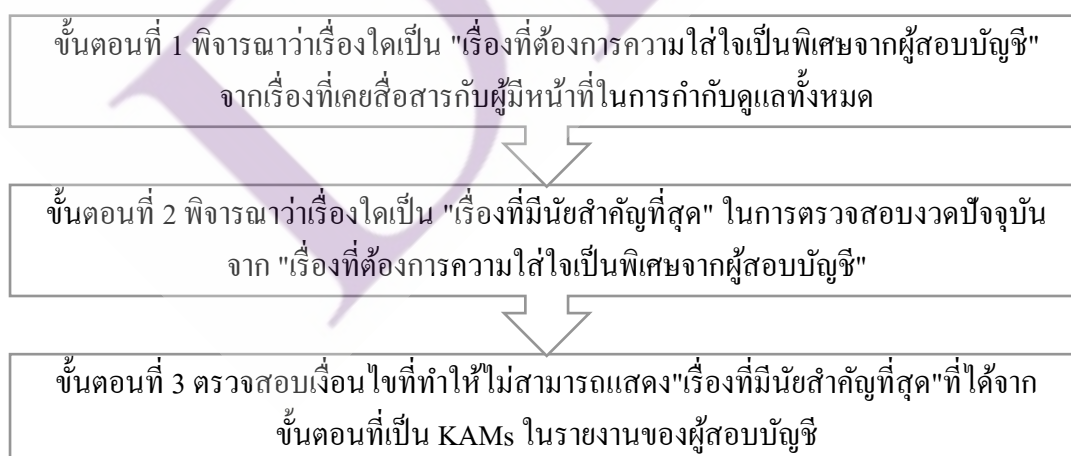 ขั้นตอนที่ 1 พิจารณาว่าเรื่องใดเป็น "เรื่องที่ต้องการความใส่ใจเป็นพิเศษจากผู้สอบบัญชี"
จากเรื่องที่เคยสื่อสารกับผู้มีหน้าที่ในการกำกับดูแลทั้งหมด
ขั้นตอนที่ 2 พิจารณาว่าเรื่องใดเป็น "เรื่องที่มีนัยสำคัญที่สุด" ในการตรวจสอบงวดปัจจุบัน
จาก "เรื่องที่ต้องการความใส่ใจเป็นพิเศษจากผู้สอบบัญชี"
ขั้นตอนที่ 3 ตรวจสอบเงื่อนไขที่ทำให้ไม่สามารถแสดง"เรื่องที่มีนัยสำคัญที่สุด"ที่ได้จาก
ขั้นตอนที่เป็น KAMs ในรายงานของผู้สอบบัญชี